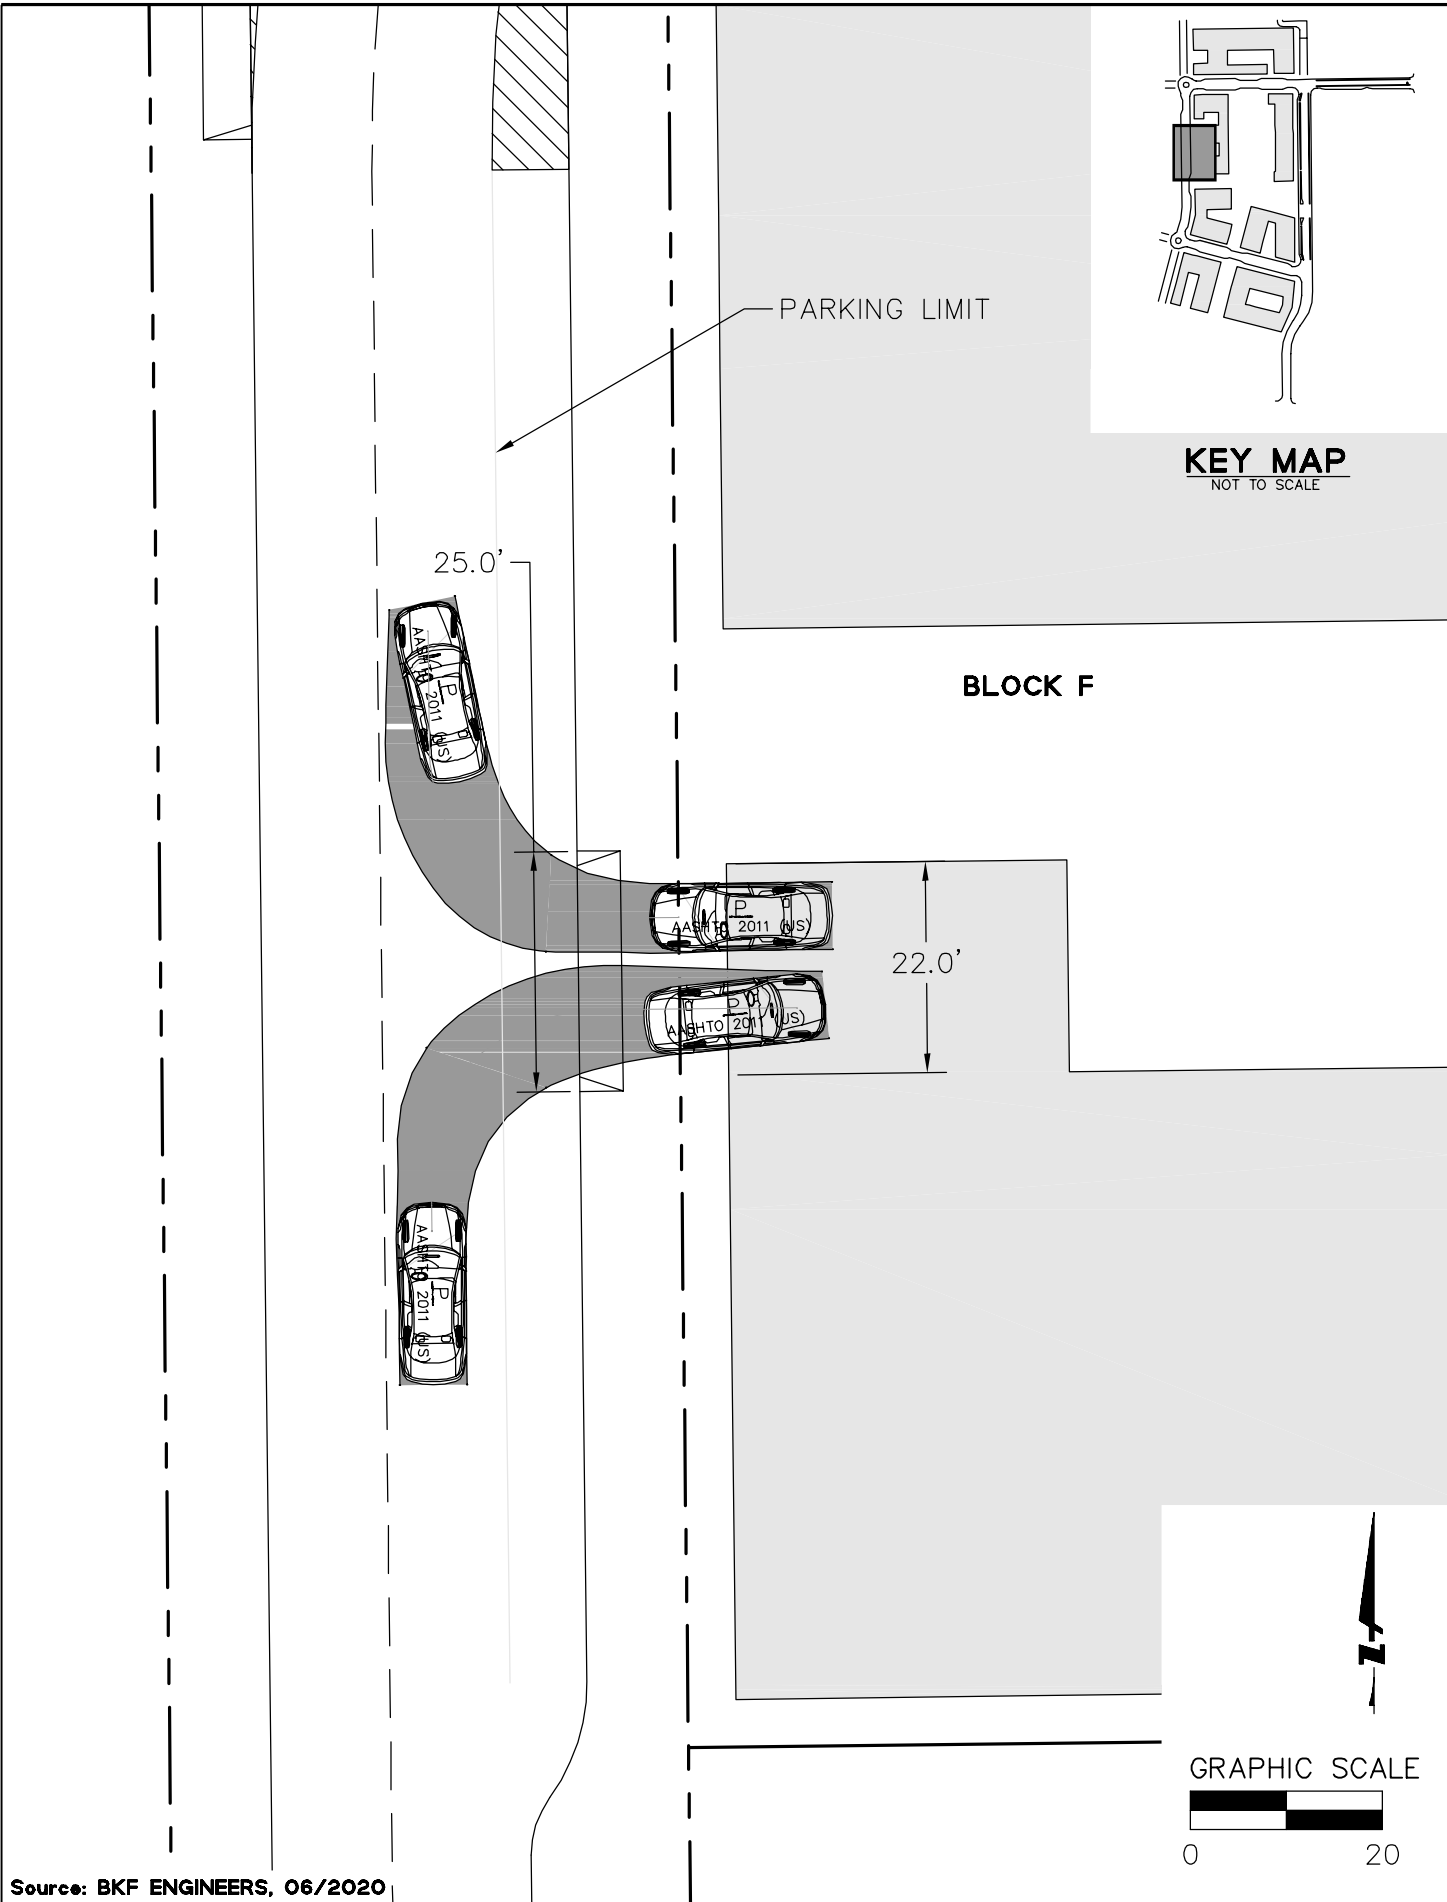 PARKING LIMIT
KEY MAP
NOT TO SCALE
25.0'
AASHTO 2011 (US)
P
BLOCK F
P
AASHTO 2011 (US)
22.0'
P
AASHTO 2011 (US)
AASHTO 2011 (US)
P
GRAPHIC SCALE
0 20
Source: BKF ENGINEERS, 06/2020